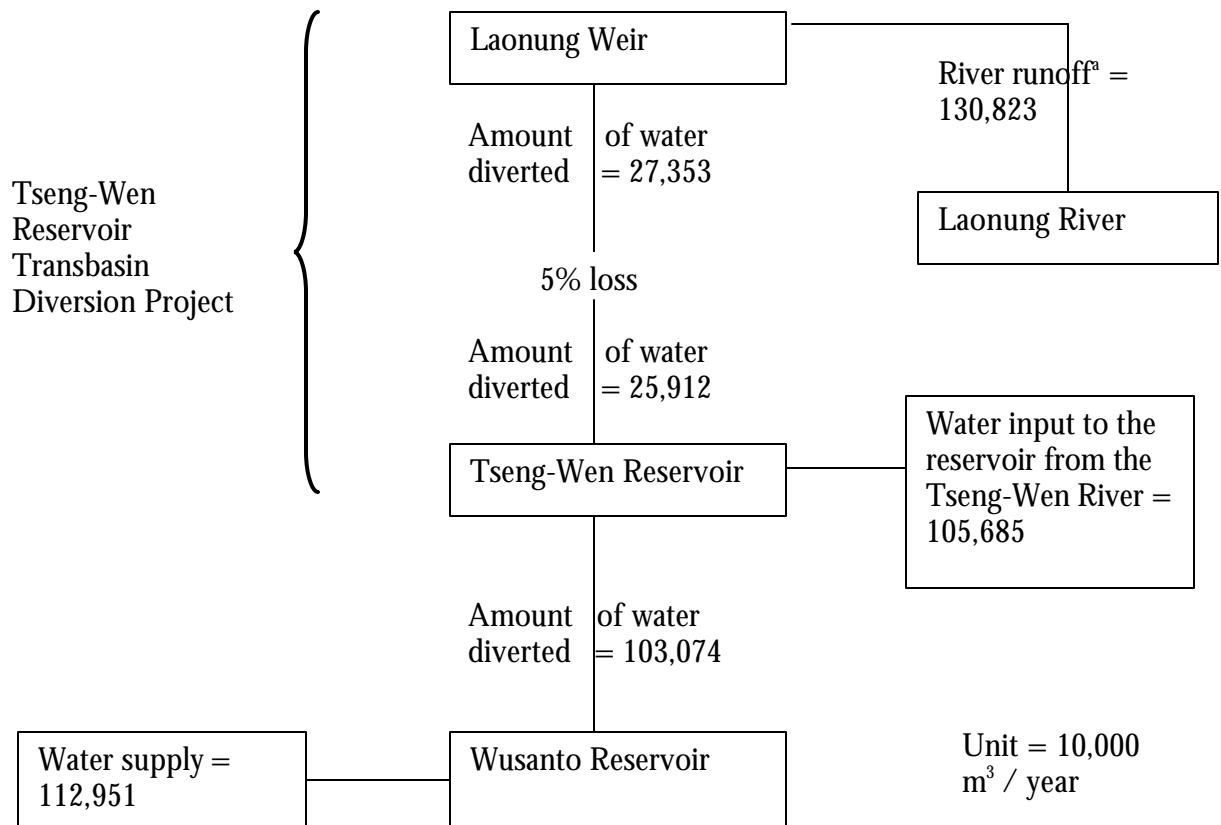 Laonung Weir
River runoffᵃ =
130,823
Amount of water
diverted = 27,353
Tseng-Wen
Reservoir
Transbasin
Diversion Project
Laonung River
5% loss
Amount of water
diverted = 25,912
Tseng-Wen Reservoir
Water input to the
reservoir from the
Tseng-Wen River =
105,685
Amount of water
diverted = 103,074
Water supply =
112,951
Wusanto Reservoir
Unit = 10,000
m³ / year